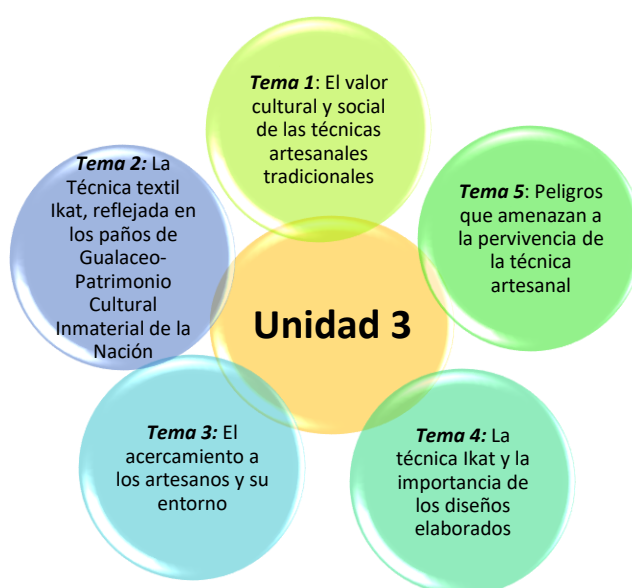 Tema 1: El valor
cultural y social
de las técnicas
artesanales
tradicionales
Tema 2: La
Técnica textil
Ikat, reflejada en
los paños de
Gualaceo-
Patrimonio
Cultural
Inmaterial de la
Nación
Tema 3: El
acercamiento a
los artesanos y su
entorno
Tema 4: La
técnica Ikat y la
importancia de
los diseños
elaborados
Tema 5: Peligros
que amenazan a
la pervivencia de
la técnica
artesanal
Unidad 3